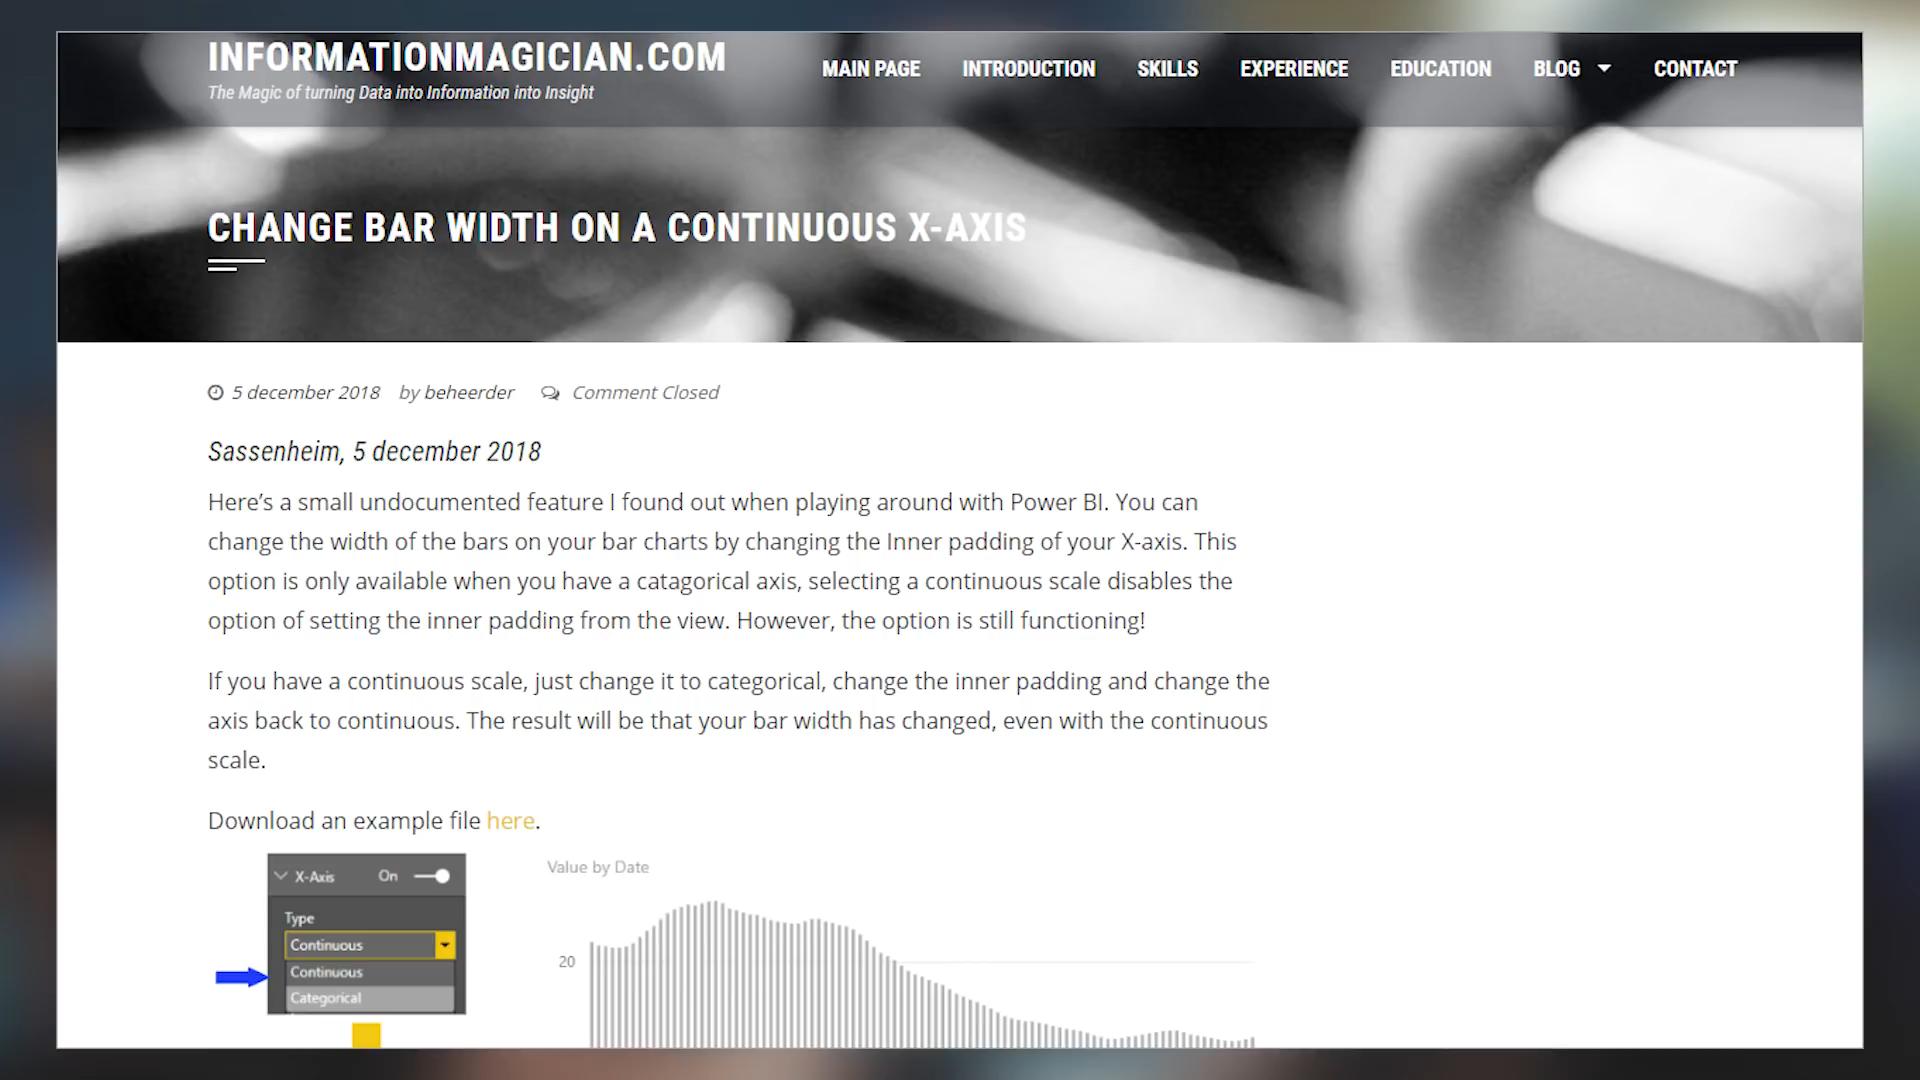 INFORMATIONMAGICIAN.COM
The Magic of turning Data into Information into Insight
MAIN PAGE INTRODUCTION SKILLS EXPERIENCE EDUCATION BLOG CONTACT
CHANGE BAR WIDTH ON A CONTINUOUS X-AXIS
5 december 2018 by beheerder Comment Closed
Sassenheim, 5 december 2018
Here's a small undocumented feature I found out when playing around with Power BI. You can
change the width of the bars on your bar charts by changing the Inner padding of your X-axis. This
option is only available when you have a catagorical axis, selecting a continuous scale disables the
option of setting the inner padding from the view. However, the option is still functioning!
If you have a continuous scale, just change it to categorical, change the inner padding and change the
axis back to continuous. The result will be that your bar width has changed, even with the continuous
scale.
Download an example file here.
X-Axis On
Type
Continuous
Continuous
Categorical
Value by Date
20